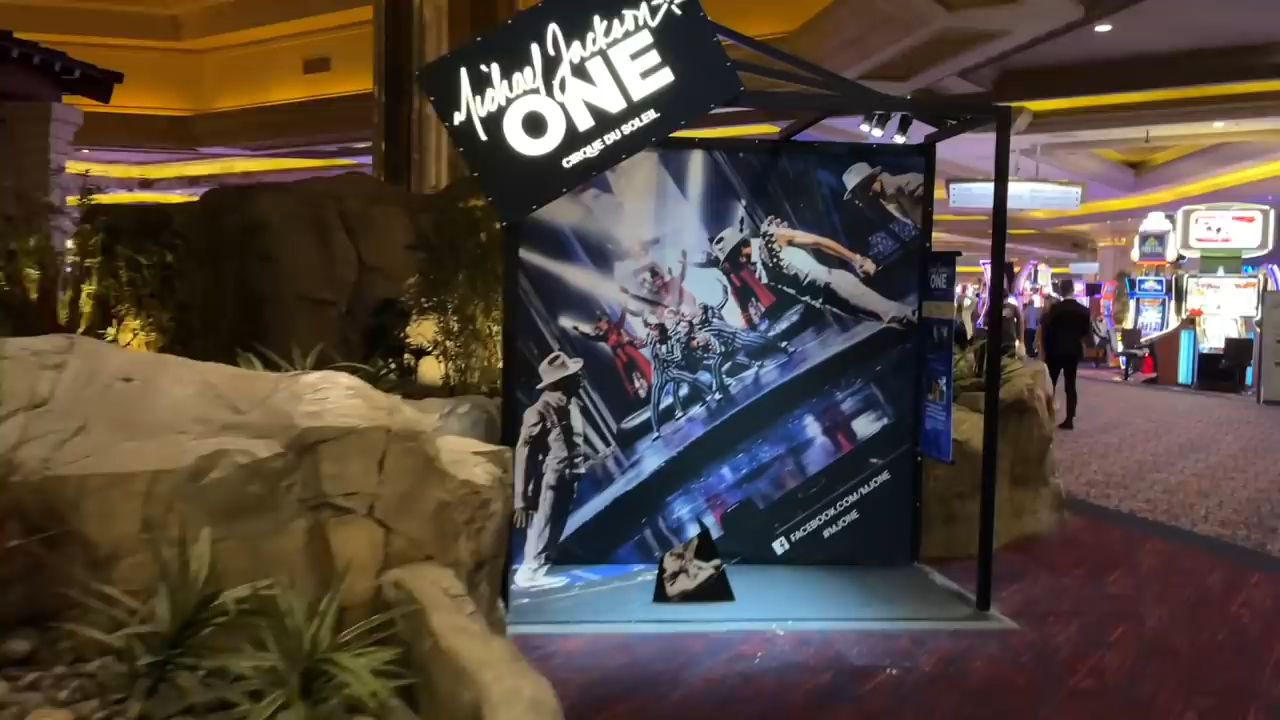 Michael Jackson
ONE
CIRQUE DU SOLEIL
ONE
FACEBOOK.COM/MJONE
#MJONE